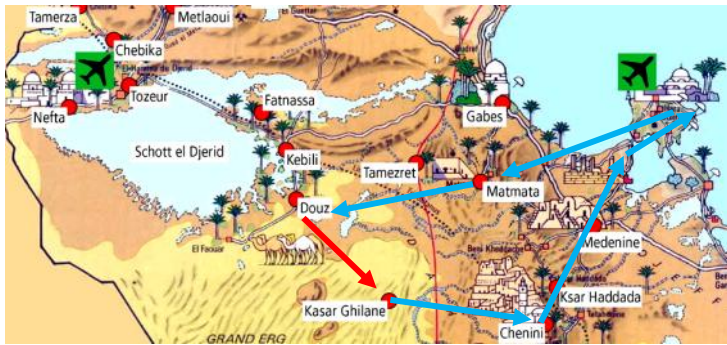 Tamerza
Metlaoui
Chebika
Tozeur
Nefta
Fatnassa
Gabes
Schott el Djerid
Kebili
Tamezret
Matmata
Douz
El Faouar
Medenine
Kasar Ghilane
Ksar Haddada
Chenini
GRAND ERG